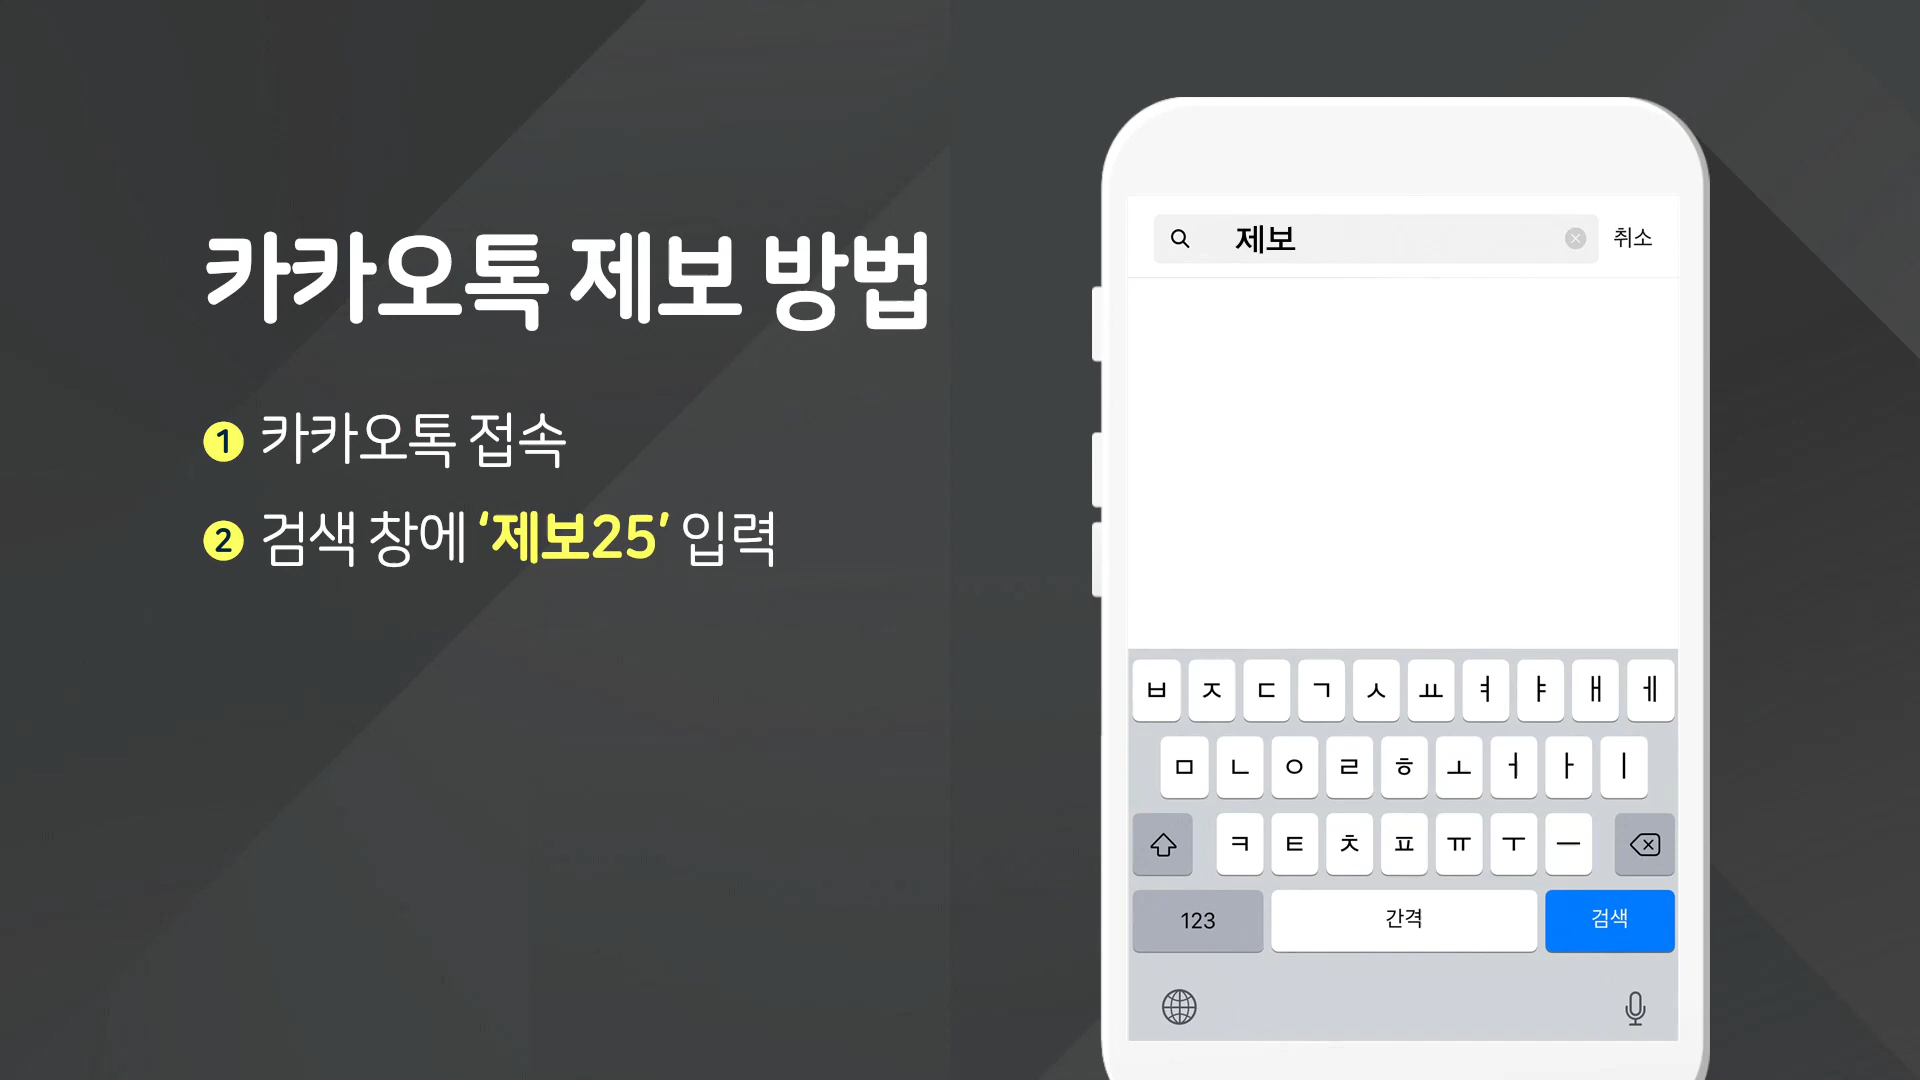 카카오톡 제보 방법
1 카카오톡 접속
2 검색 창에 ‘제보25’ 입력
제보 취소
ㅂ ㅈ ㄷ ㄱ ㅅ ㅛ ㅕ ㅑ ㅐ ㅔ
ㅁ ㄴ ㅇ ㄹ ㅎ ㅗ ㅓ ㅏ ㅣ
ㅋ ㅌ ㅊ ㅍ ㅠ ㅜ ㅡ
123 간격 검색